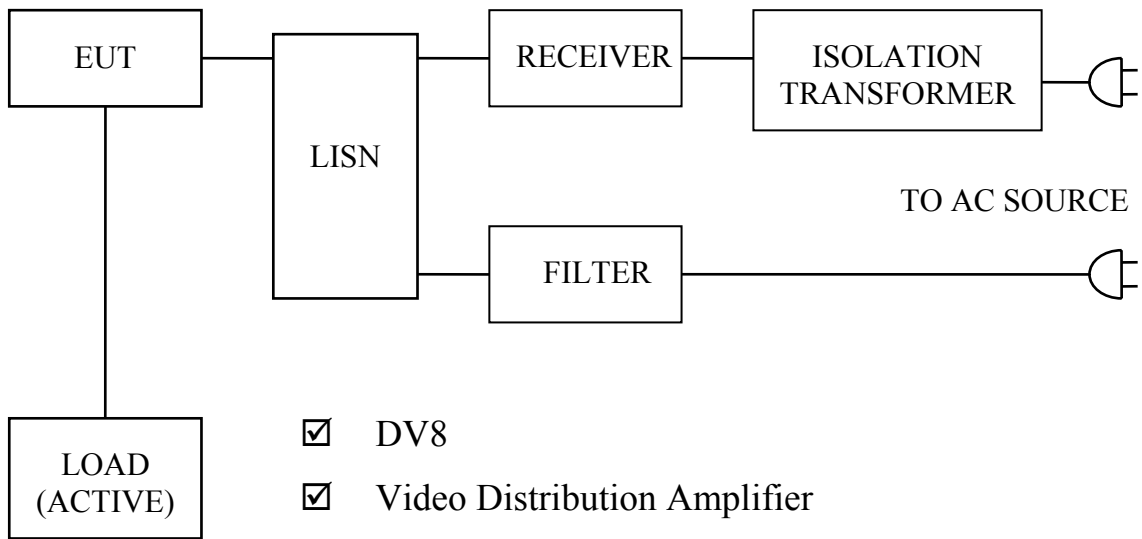 EUT
LISN
RECEIVER
ISOLATION
TRANSFORMER
TO AC SOURCE
FILTER
LOAD
(ACTIVE)
☑ DV8
☑ Video Distribution Amplifier